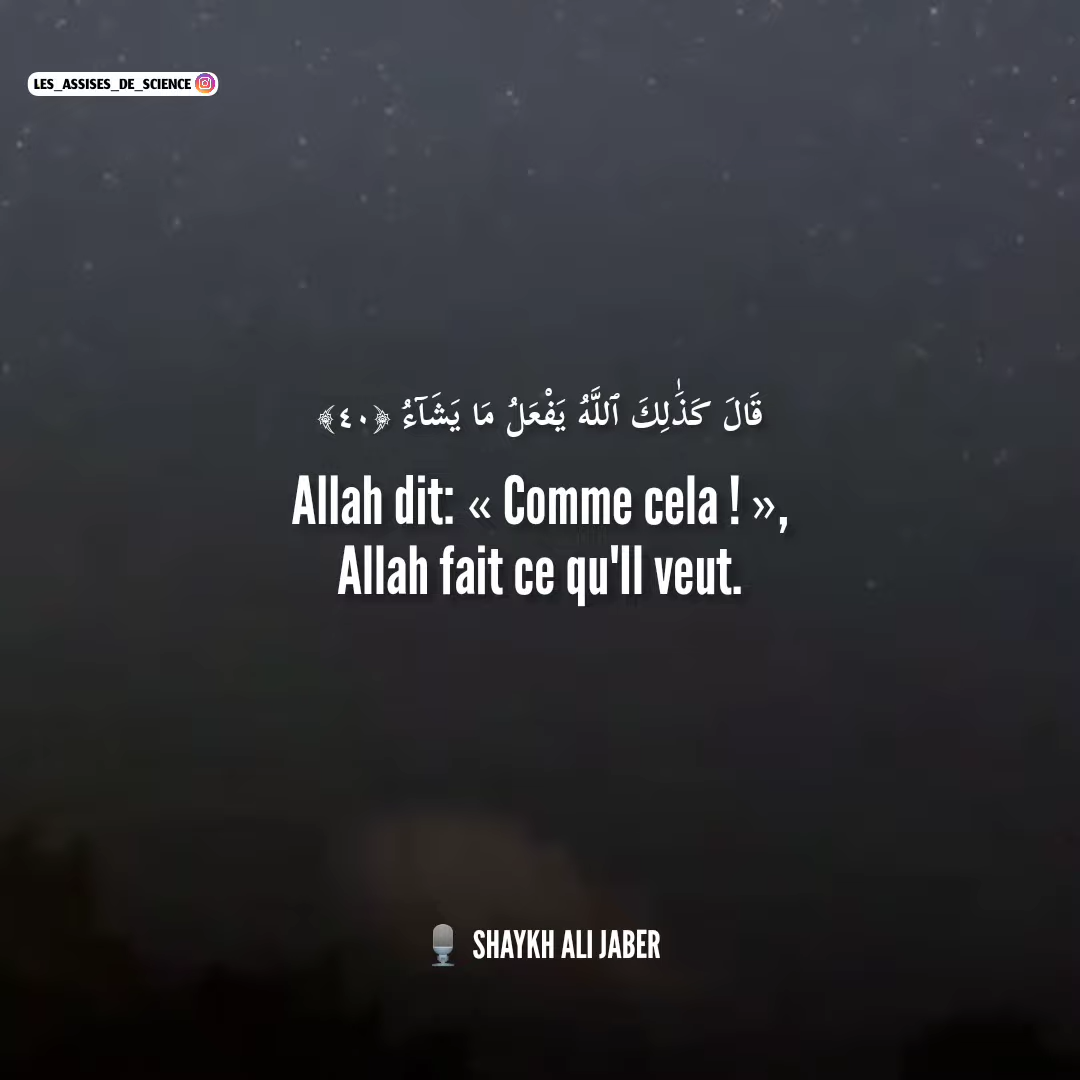 LES_ASSISES_DE_SCIENCE
قَالَ كَذَٰلِكَ ٱللَّهُ يَفْعَلُ مَا يَشَآءُ ﴿٤٠﴾
Allah dit: « Comme cela ! »,
Allah fait ce qu'Il veut.
SHAYKH ALI JABER